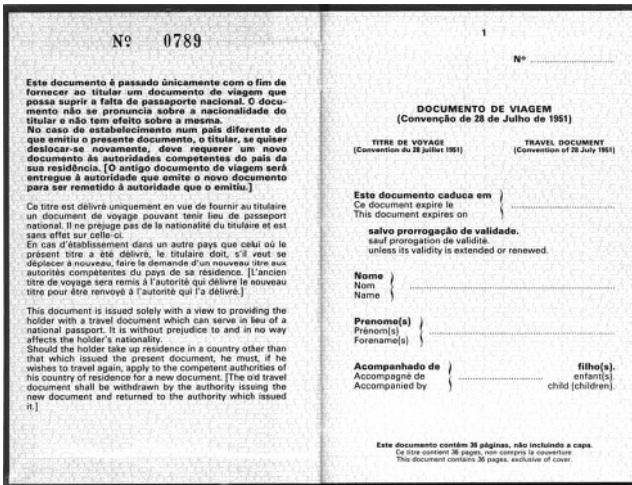 Nº 0789
Este documento é passado únicamente com o fim de
fornecer ao titular um documento de viagem que
possa suprir a falta de passaporte nacional. O docu-
mento não se pronuncia sobre a nacionalidade do
titular e não tem efeito sobre a mesma.
No caso de estabelecimento num país diferente do
que emitiu o presente documento, o titular, se quiser
deslocar-se novamente, deve requerer um novo
documento às autoridades competentes do país da
sua residência. [O antigo documento de viagem será
entregue à autoridade que emite o novo documento
para ser remetido à autoridade que o emitiu.]
Ce titre est délivré uniquement en vue de fournir au titulaire
un document de voyage pouvant tenir lieu de passeport
national. Il ne préjuge pas de la nationalité du titulaire et est
sans effet sur celle-ci.
En cas d'établissement dans un autre pays que celui où le
présent titre a été délivré, le titulaire doit, s'il veut se
déplacer à nouveau, faire la demande d'un nouveau titre aux
autorités compétentes du pays de sa résidence. [L'ancien
titre de voyage sera remis à l'autorité qui délivre le nouveau
titre pour être renvoyé à l'autorité qui l'a délivré.]
This document is issued solely with a view to providing the
holder with a travel document which can serve in lieu of a
national passport. It is without prejudice to and in no way
affects the holder's nationality.
Should the holder take up residence in a country other than
that which issued the present document, he must, if he
wishes to travel again, apply to the competent authorities of
his country of residence for a new document. [The old travel
document shall be withdrawn by the authority issuing the
new document and returned to the authority which issued
it.]
1
Nº
DOCUMENTO DE VIAGEM
(Convenção de 28 de Julho de 1951)
TITRE DE VOYAGE
(Convention du 28 juillet 1951)
TRAVEL DOCUMENT
(Convention of 28 July 1951)
Este documento caduca em
Ce document expire le
This document expires on
salvo prorrogação de validade.
sauf prorogation de validité.
unless its validity is extended or renewed.
Nome
Nom
Name
Prenome(s)
Prénom(s)
Forename(s)
Acompanhado de filho(s).
Accompagné de enfant(s).
Accompanied by child (children).
Este documento contém 36 páginas, não incluindo a capa.
Ce titre contient 36 pages, non compris la couverture
This document contains 36 pages, exclusive of cover.